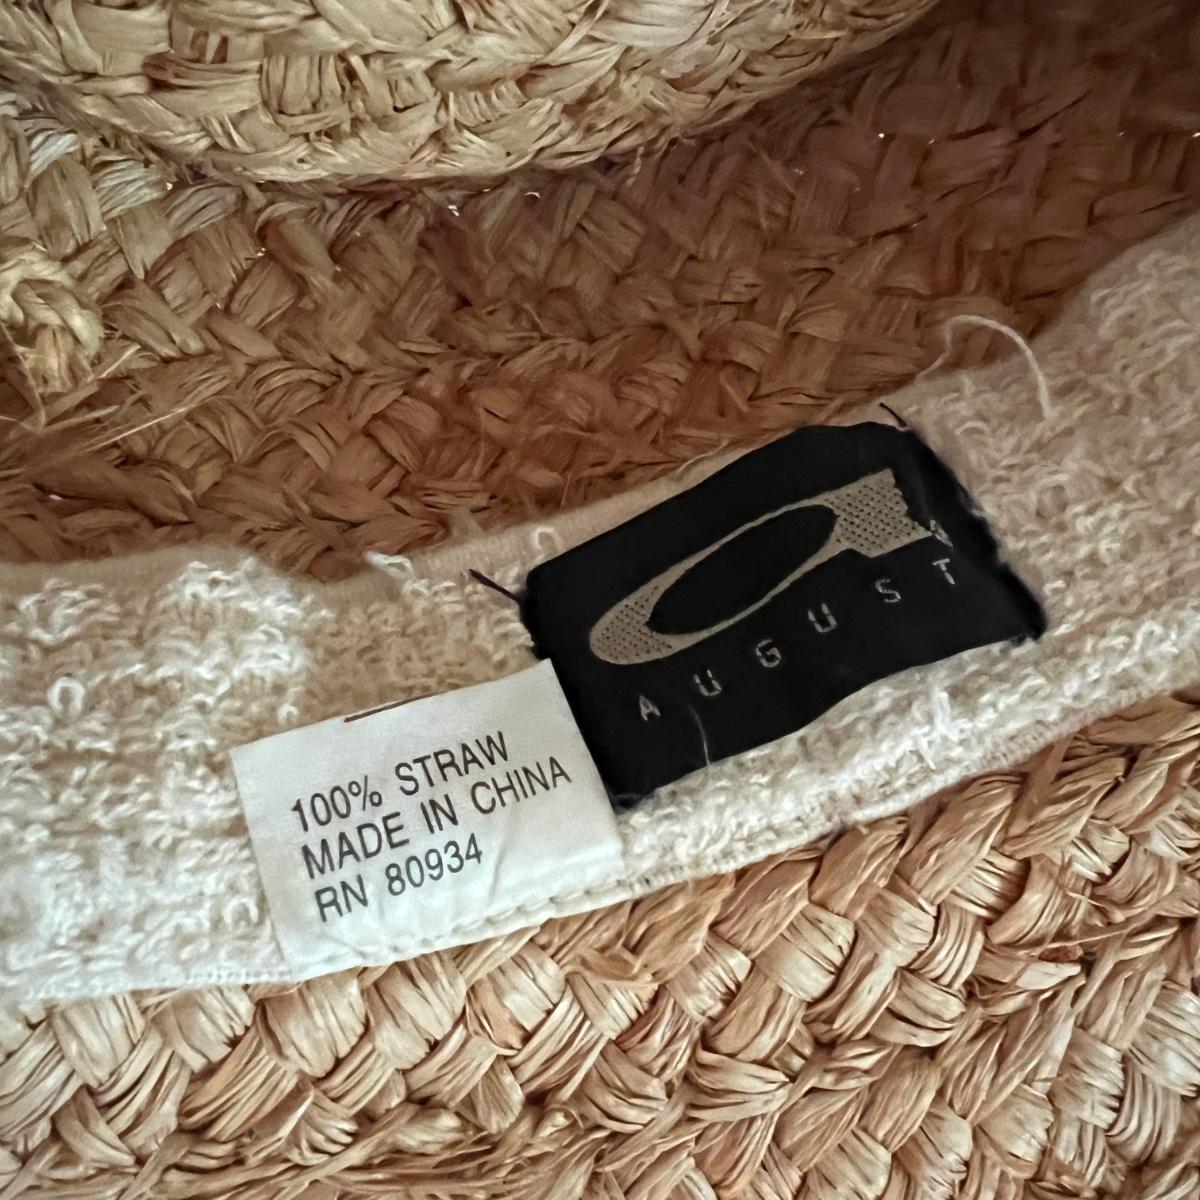 AUGUST
100% STRAW
MADE IN CHINA
RN 80934